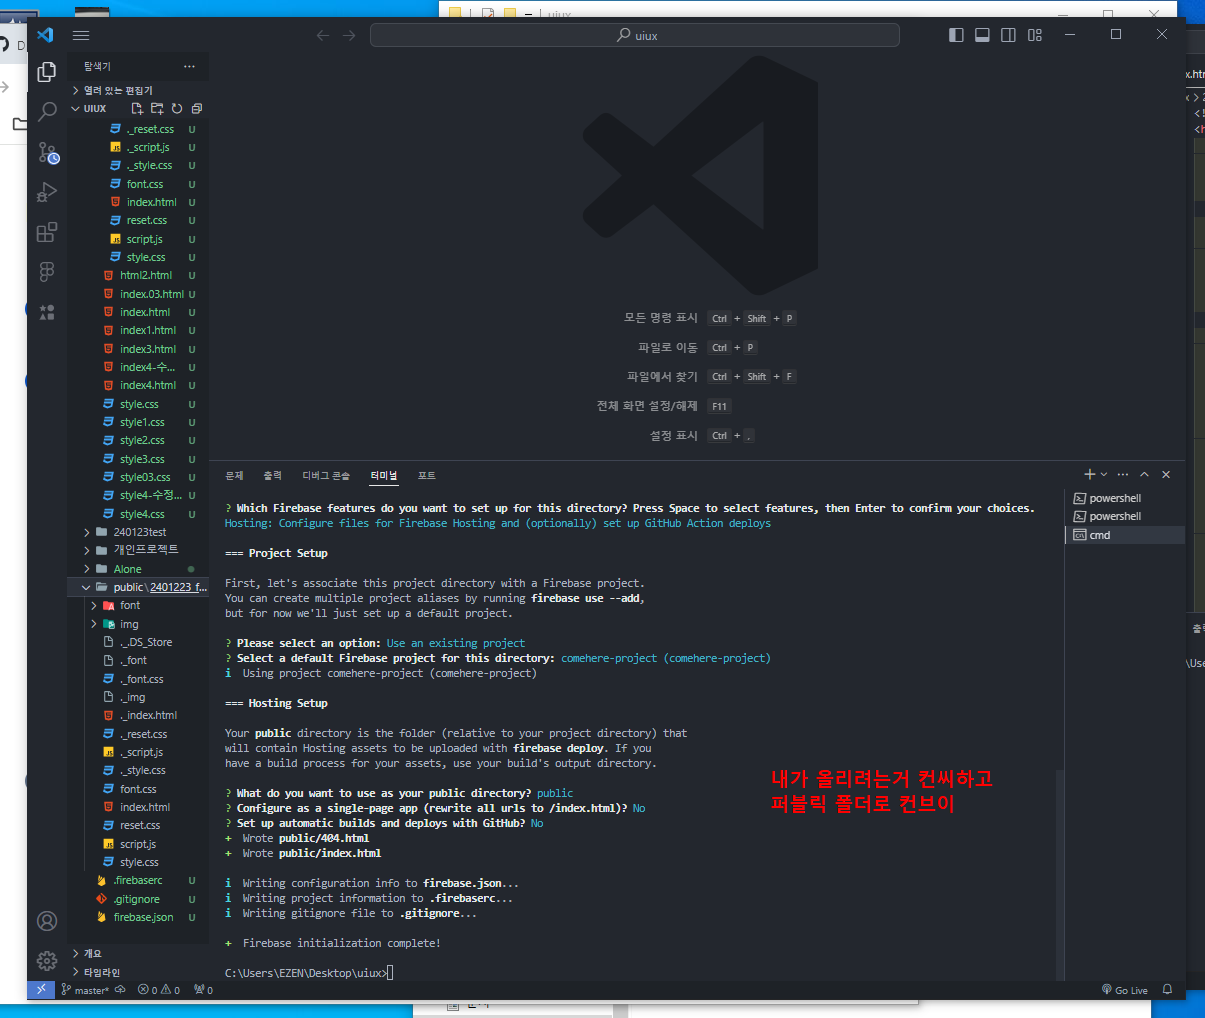 uiux
uiux
탐색기
열려 있는 편집기
UIUX
._reset.css U
._script.js U
._style.css U
font.css U
index.html U
reset.css U
script.js U
style.css U
html2.html U
index.03.html U
index.html U
index1.html U
index3.html U
index4-수... U
index4.html U
style.css U
style1.css U
style2.css U
style3.css U
style03.css U
style4-수정... U
style4.css U
240123test
개인프로젝트
Alone
public\2401223_f...
font
img
._.DS_Store
._font
._font.css
._img
._index.html
._reset.css
._script.js
._style.css
font.css
index.html
reset.css
script.js
style.css
.firebaserc U
.gitignore U
firebase.json U
개요
타임라인
모든 명령 표시 Ctrl + Shift + P
파일로 이동 Ctrl + P
파일에서 찾기 Ctrl + Shift + F
전체 화면 설정/해제 F11
설정 표시 Ctrl + ,
문제 출력 디버그 콘솔 터미널 포트
powershell
powershell
cmd
? Which Firebase features do you want to set up for this directory? Press Space to select features, then Enter to confirm your choices.
Hosting: Configure files for Firebase Hosting and (optionally) set up GitHub Action deploys
=== Project Setup
First, let's associate this project directory with a Firebase project.
You can create multiple project aliases by running firebase use --add,
but for now we'll just set up a default project.
? Please select an option: Use an existing project
? Select a default Firebase project for this directory: comehere-project (comehere-project)
i Using project comehere-project (comehere-project)
=== Hosting Setup
Your public directory is the folder (relative to your project directory) that
will contain Hosting assets to be uploaded with firebase deploy. If you
have a build process for your assets, use your build's output directory.
? What do you want to use as your public directory? public
? Configure as a single-page app (rewrite all urls to /index.html)? No
? Set up automatic builds and deploys with GitHub? No
+ Wrote public/404.html
+ Wrote public/index.html
i Writing configuration info to firebase.json...
i Writing project information to .firebaserc...
i Writing gitignore file to .gitignore...
+ Firebase initialization complete!
C:\Users\EZEN\Desktop\uiux>
내가 올리려는거 컨씨하고
퍼블릭 폴더로 컨브이
master* 0 0 0 Go Live